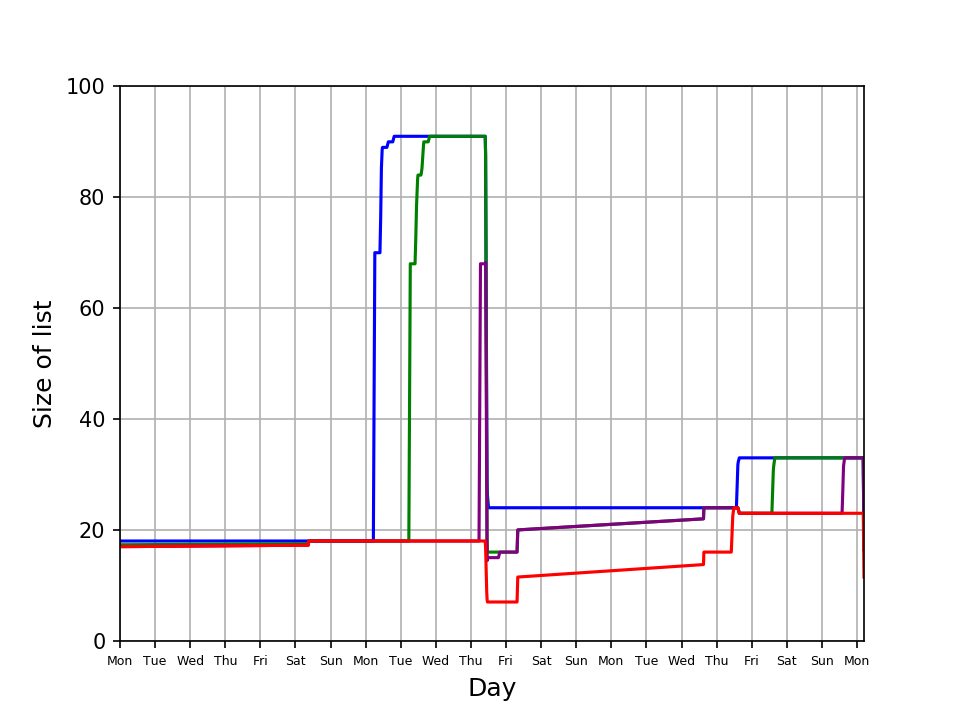 100
80
60
40
20
0
Size of list
Mon Tue Wed Thu Fri Sat Sun Mon Tue Wed Thu Fri Sat Sun Mon Tue Wed Thu Fri Sat Sun Mon
Day